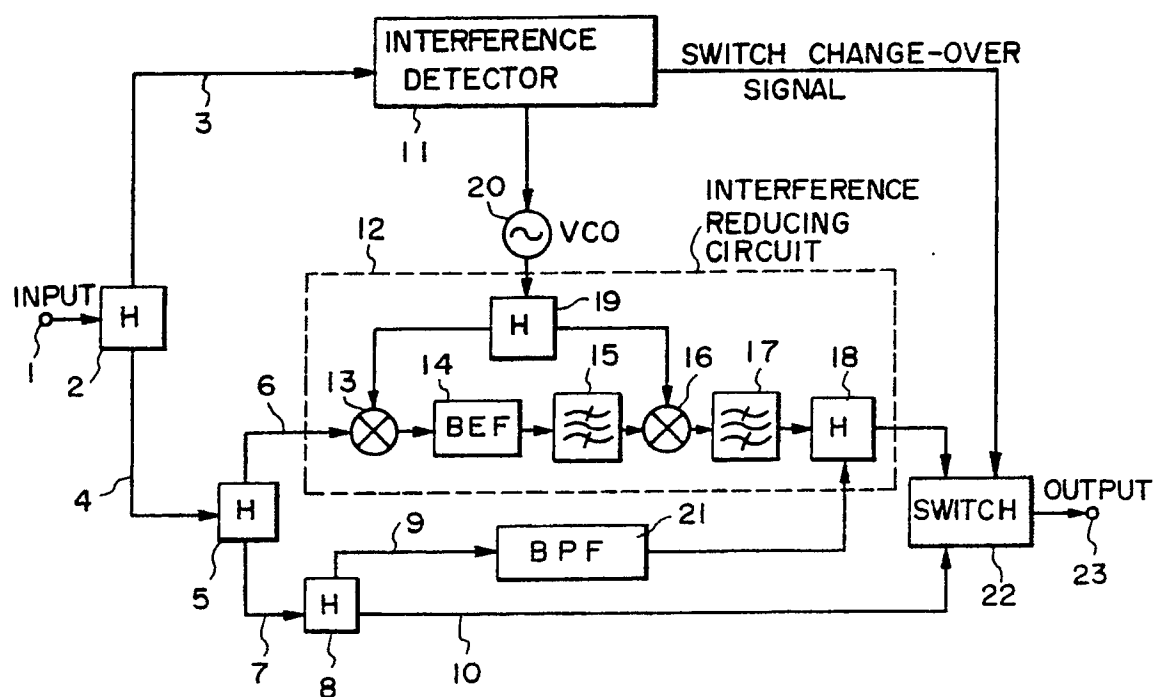 INTERFERENCE
DETECTOR
SWITCH CHANGE-OVER
SIGNAL
3
11
20
VCO
INTERFERENCE
REDUCING
CIRCUIT
12
INPUT
H
1
2
H
19
6
13
14
15
16
17
18
BEF
H
4
H
5
9
BPF
21
SWITCH
OUTPUT
22
23
7
H
8
10